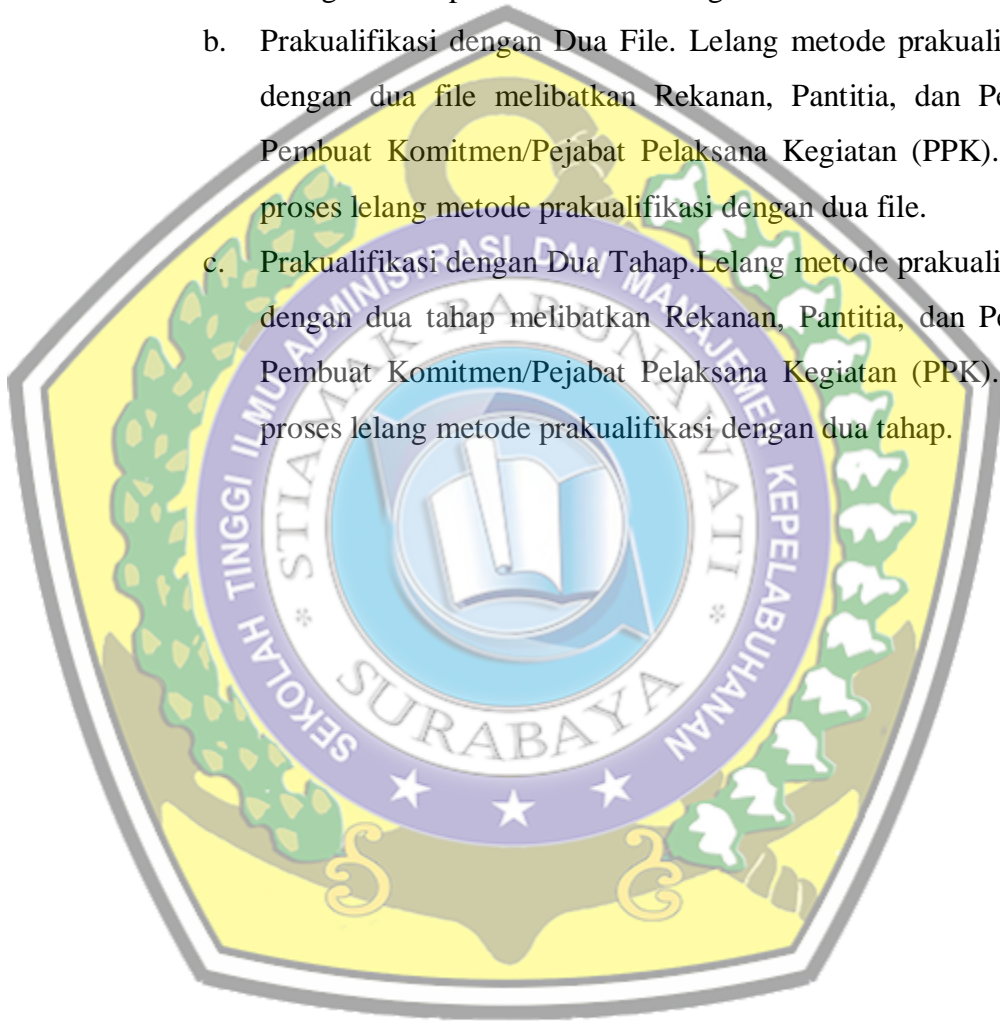 b. Prakualifikasi dengan Dua File. Lelang metode prakuali
dengan dua file melibatkan Rekanan, Pantitia, dan Pe
Pembuat Komitmen/Pejabat Pelaksana Kegiatan (PPK).
proses lelang metode prakualifikasi dengan dua file.
c. Prakualifikasi dengan Dua Tahap.Lelang metode prakuali
dengan dua tahap melibatkan Rekanan, Pantitia, dan Pe
Pembuat Komitmen/Pejabat Pelaksana Kegiatan (PPK).
proses lelang metode prakualifikasi dengan dua tahap.
SEKOLAH TINGGI ILMU ADMINISTRASI DAN MANAJEMEN KEPELABUHANAN
STIAMAK BARUNAWATI
SURABAYA